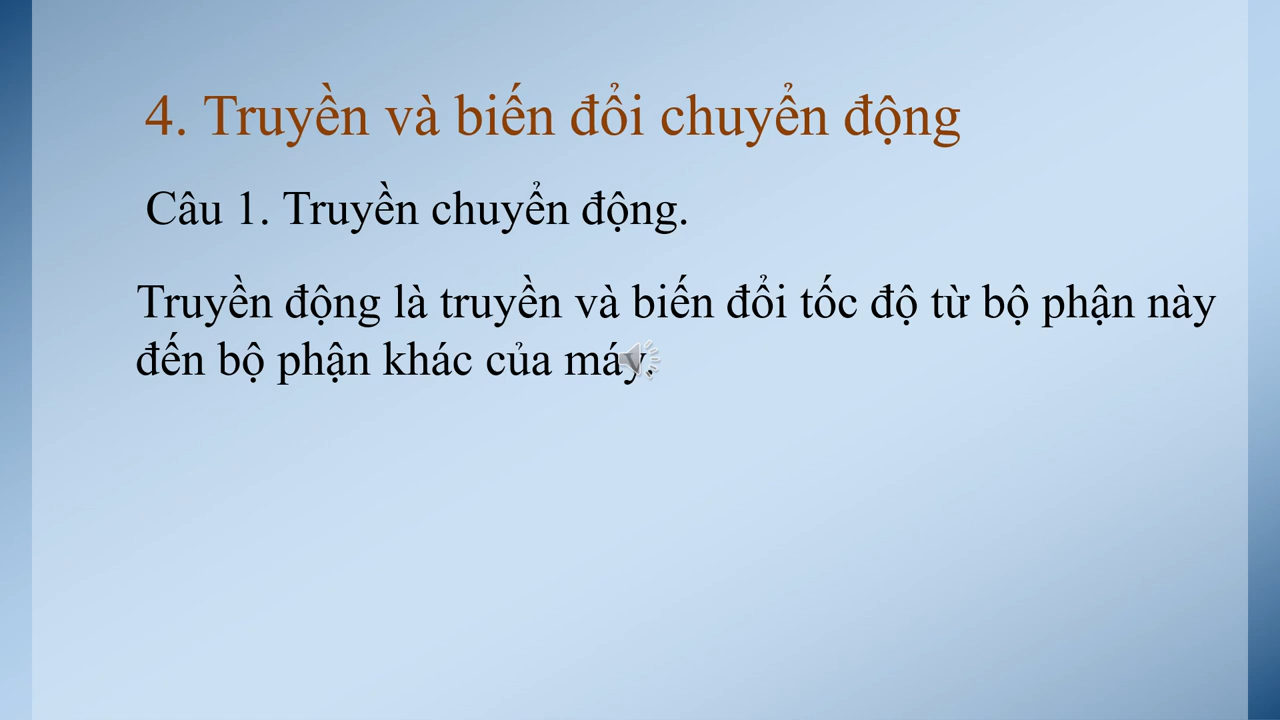 4. Truyền và biến đổi chuyển động
Câu 1. Truyền chuyển động.
Truyền động là truyền và biến đổi tốc độ từ bộ phận này
đến bộ phận khác của máy.